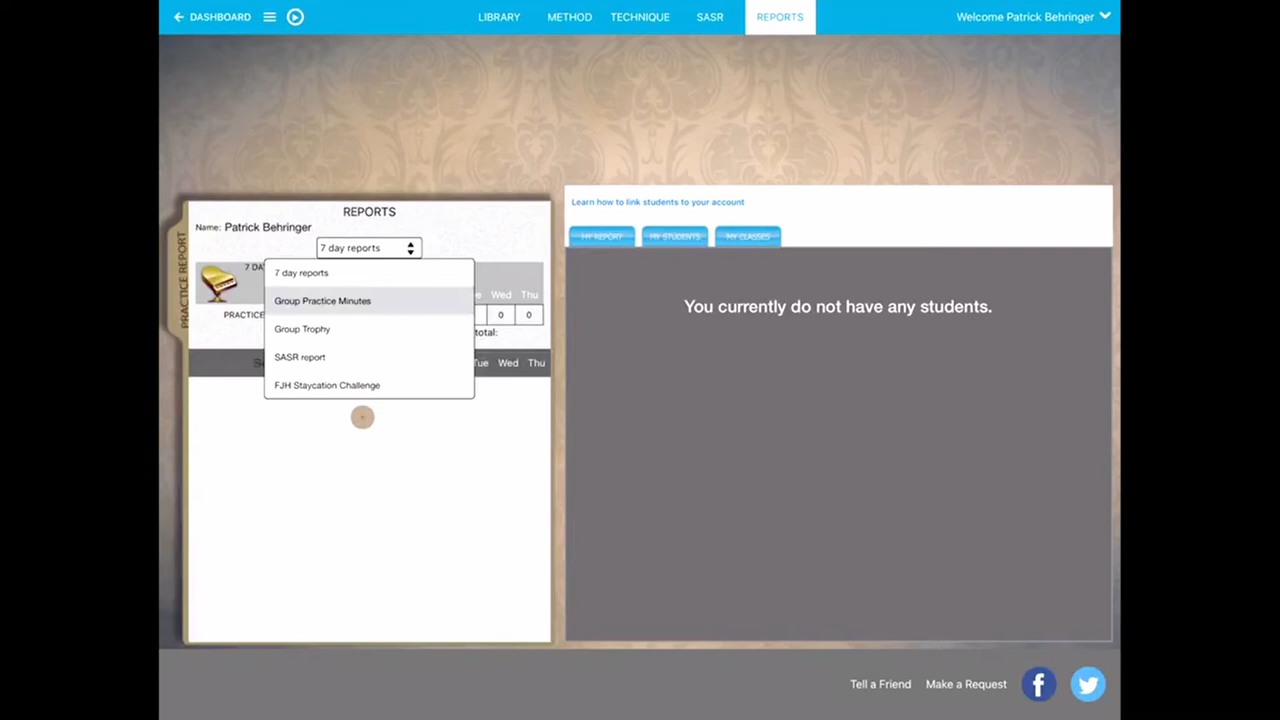 DASHBOARD
LIBRARY METHOD TECHNIQUE SASR REPORTS
Welcome Patrick Behringer
PRACTICE REPORT
REPORTS
Name: Patrick Behringer
7 day reports
7 day reports
Group Practice Minutes
Group Trophy
SASR report
FJH Staycation Challenge
7 DA
Wed Thu
PRACTICE
0 0
total:
Tue Wed Thu
Learn how to link students to your account
MY REPORT MY STUDENTS MY CLASSES
You currently do not have any students.
Tell a Friend Make a Request